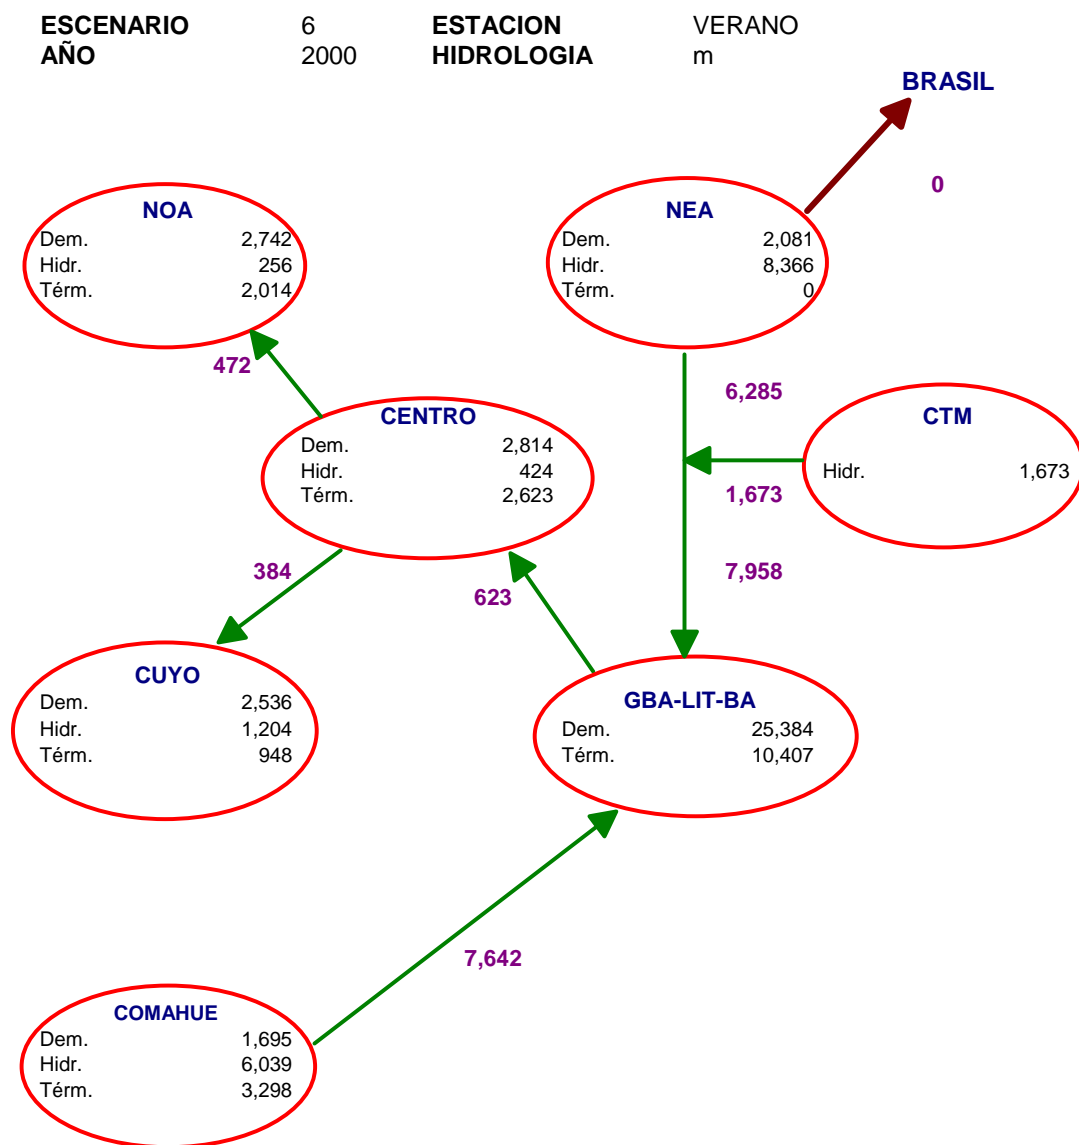 ESCENARIO 6 ESTACION VERANO
AÑO 2000 HIDROLOGIA m
BRASIL
0
NOA
Dem. 2,742
Hidr. 256
Térm. 2,014
NEA
Dem. 2,081
Hidr. 8,366
Térm. 0
472
6,285
CENTRO
Dem. 2,814
Hidr. 424
Térm. 2,623
CTM
Hidr. 1,673
1,673
384
623
7,958
CUYO
Dem. 2,536
Hidr. 1,204
Térm. 948
GBA-LIT-BA
Dem. 25,384
Térm. 10,407
7,642
COMAHUE
Dem. 1,695
Hidr. 6,039
Térm. 3,298